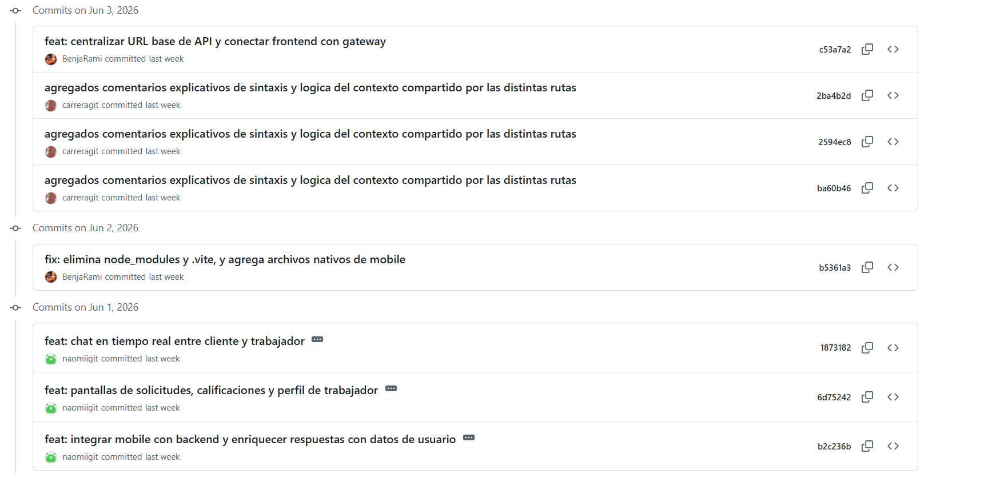 Commits on Jun 3, 2026
feat: centralizar URL base de API y conectar frontend con gateway
BenjaRami committed last week
c53a7a2
agregados comentarios explicativos de sintaxis y logica del contexto compartido por las distintas rutas
carreragit committed last week
2ba4b2d
agregados comentarios explicativos de sintaxis y logica del contexto compartido por las distintas rutas
carreragit committed last week
2594ec8
agregados comentarios explicativos de sintaxis y logica del contexto compartido por las distintas rutas
carreragit committed last week
ba60b46
Commits on Jun 2, 2026
fix: elimina node_modules y .vite, y agrega archivos nativos de mobile
BenjaRami committed last week
b5361a3
Commits on Jun 1, 2026
feat: chat en tiempo real entre cliente y trabajador
naomiigit committed last week
1873182
feat: pantallas de solicitudes, calificaciones y perfil de trabajador
naomiigit committed last week
6d75242
feat: integrar mobile con backend y enriquecer respuestas con datos de usuario
naomiigit committed last week
b2c236b